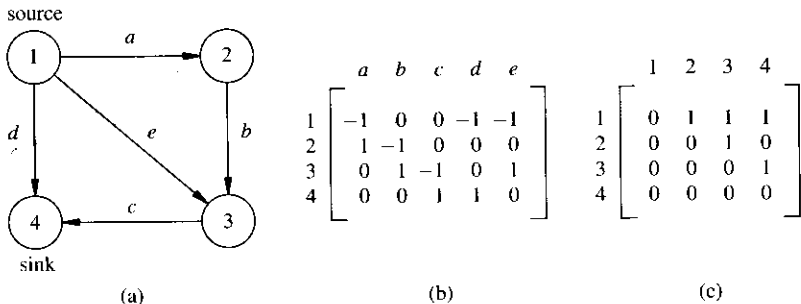 source
1
a
2
d
e
b
4
c
3
sink
(a)
a b c d e
1 −1 0 0 −1 −1
2 1 −1 0 0 0
3 0 1 −1 0 1
4 0 0 1 1 0
(b)
1 2 3 4
1 0 1 1 1
2 0 0 1 0
3 0 0 0 1
4 0 0 0 0
(c)